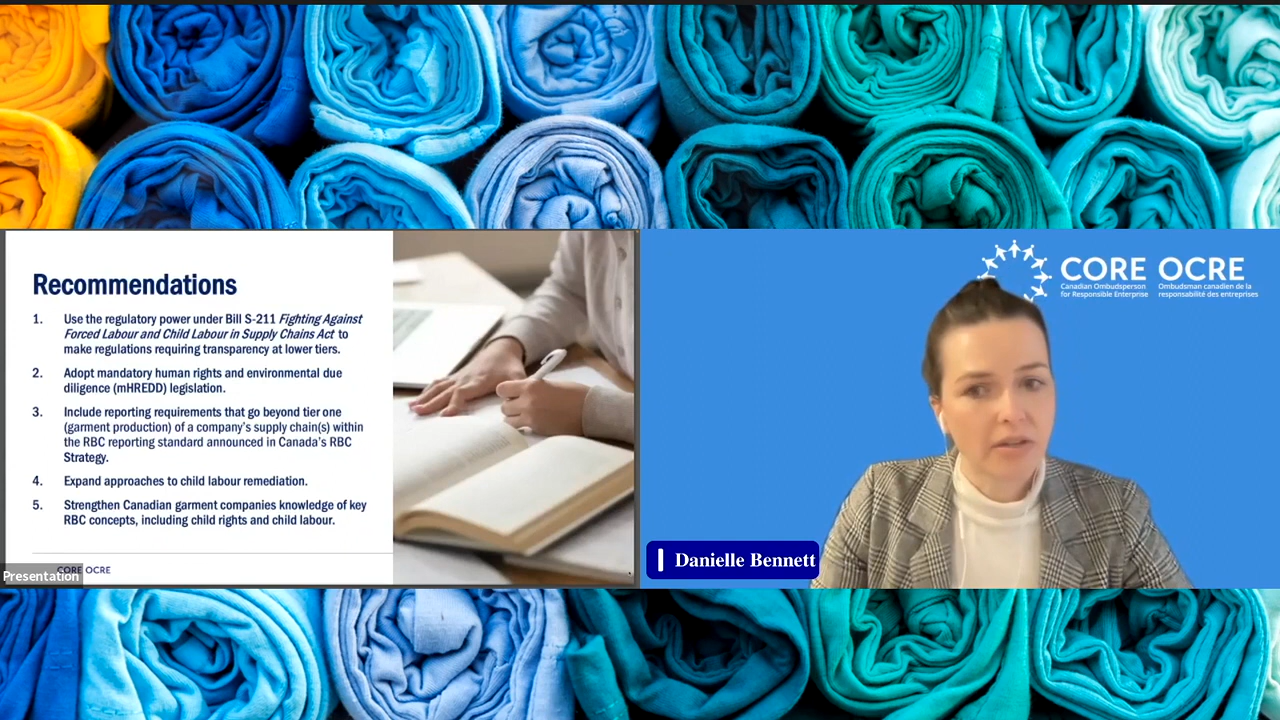 Recommendations
1. Use the regulatory power under Bill S-211 Fighting Against
Forced Labour and Child Labour in Supply Chains Act to
make regulations requiring transparency at lower tiers.
2. Adopt mandatory human rights and environmental due
diligence (mHREDD) legislation.
3. Include reporting requirements that go beyond tier one
(garment production) of a company's supply chain(s) within
the RBC reporting standard announced in Canada's RBC
Strategy.
4. Expand approaches to child labour remediation.
5. Strengthen Canadian garment companies knowledge of key
RBC concepts, including child rights and child labour.
CORE OCRE
Presentation
CORE OCRE
Canadian Ombudsperson
for Responsible Enterprise
Ombudsman canadien de la
responsabilité des entreprises
Danielle Bennett